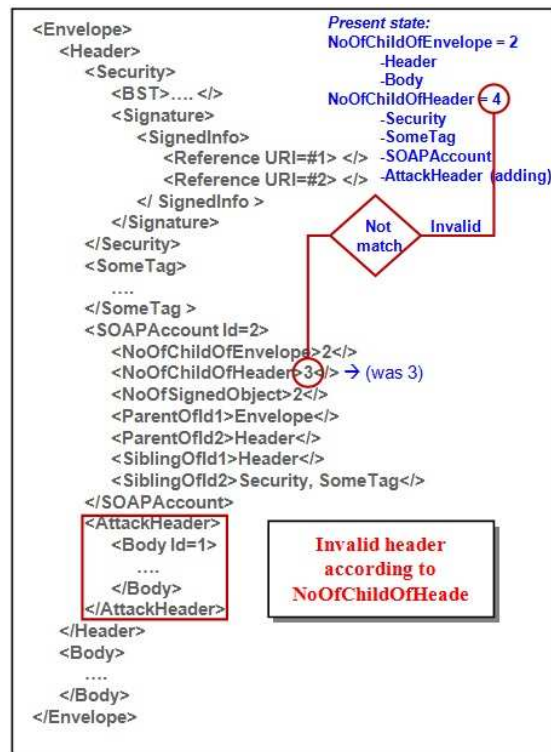 <Envelope>
<Header>
<Security>
<BST>…. </>
<Signature>
<SignedInfo>
<Reference URI=#1> </>
<Reference URI=#2> </>
</ SignedInfo >
</Signature>
</Security>
<SomeTag>
….
</SomeTag >
<SOAPAccount Id=2>
<NoOfChildOfEnvelope>2</>
<NoOfChildOfHeader>3</> → (was 3)
<NoOfSignedObject>2</>
<ParentOfId1>Envelope</>
<ParentOfId2>Header</>
<SiblingOfId1>Header</>
<SiblingOfId2>Security, SomeTag</>
</SOAPAccount>
<AttackHeader>
<Body Id=1>
….
</Body>
</AttackHeader>
</Header>
<Body>
….
</Body>
</Envelope>
Present state:
NoOfChildOfEnvelope = 2
-Header
-Body
NoOfChildOfHeader = 4
-Security
-SomeTag
-SOAPAccount
-AttackHeader (adding)
Not
match
Invalid
Invalid header
according to
NoOfChildOfHeade